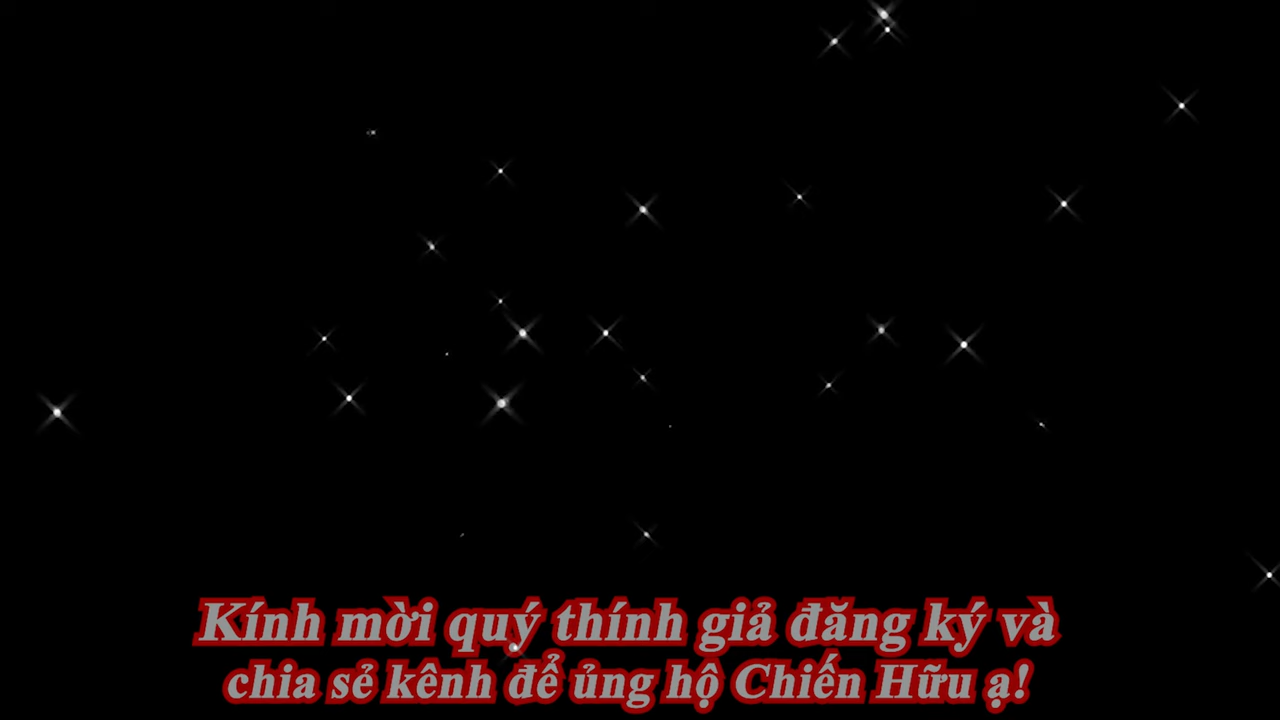 Kính mời quý thính giả đăng ký và
chia sẻ kênh để ủng hộ Chiến Hữu ạ!